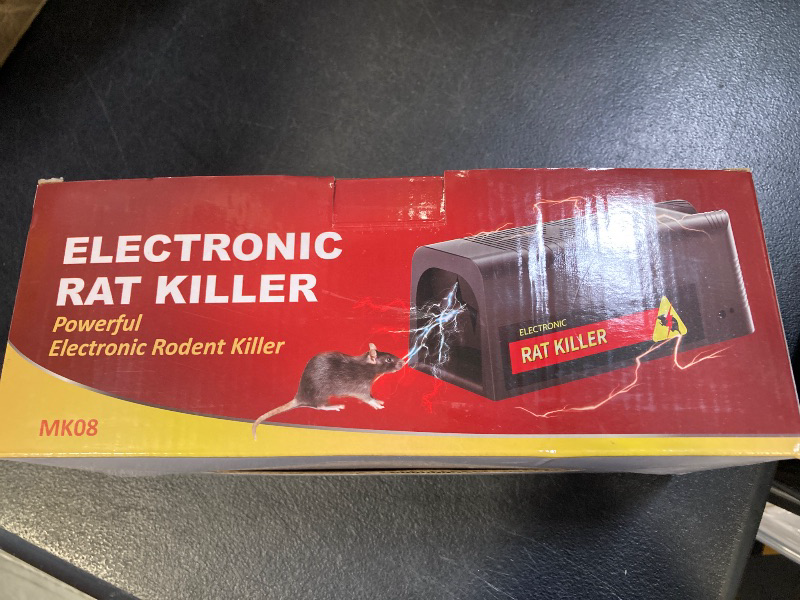 ELECTRONIC
RAT KILLER
Powerful
Electronic Rodent Killer
MK08
ELECTRONIC
RAT KILLER